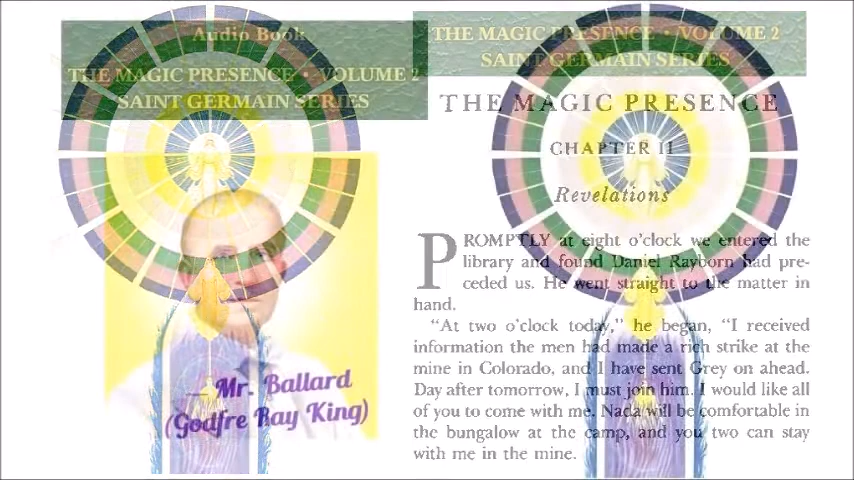 Audio Book
THE MAGIC PRESENCE • VOLUME 2
SAINT GERMAIN SERIES
Mr. Ballard
(Godfre Ray King)
THE MAGIC PRESENCE • VOLUME 2
SAINT GERMAIN SERIES
THE MAGIC PRESENCE
CHAPTER II
Revelations
PROMPTLY at eight o'clock we entered the
library and found Daniel Rayborn had pre-
ceded us. He went straight to the matter in
hand.
"At two o'clock today," he began, "I received
information the men had made a rich strike at the
mine in Colorado, and I have sent Grey on ahead.
Day after tomorrow, I must join him. I would like all
of you to come with me. Nada will be comfortable in
the bungalow at the camp, and you two can stay
with me in the mine.